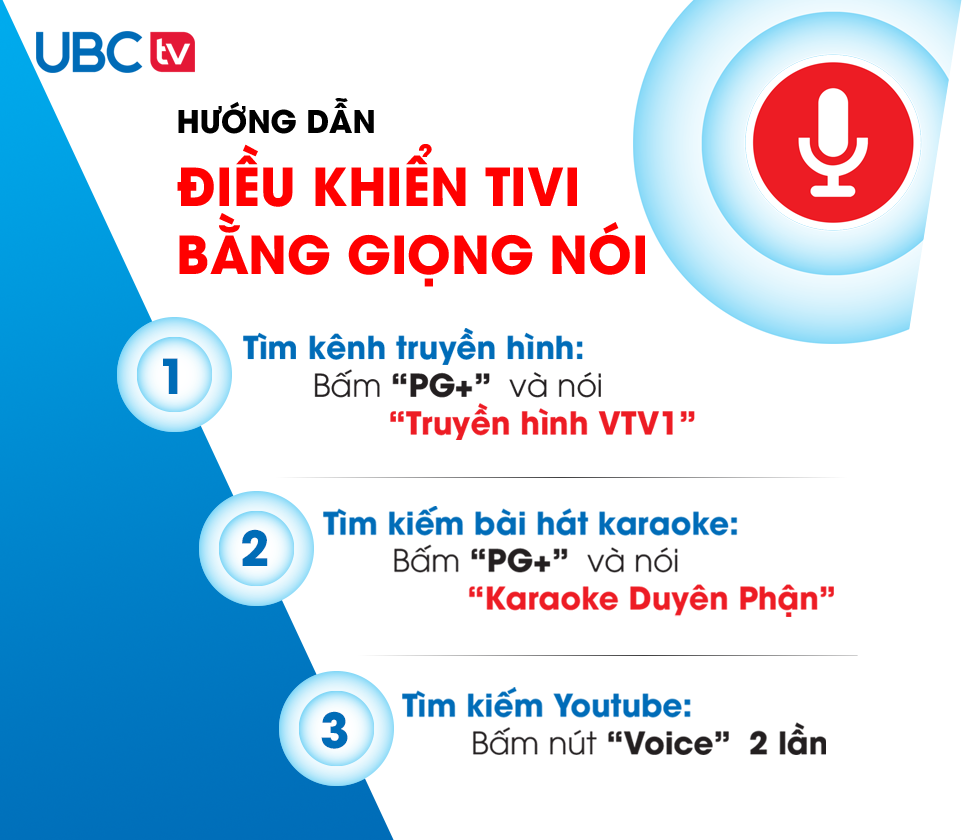 UBC tv
HƯỚNG DẪN
ĐIỀU KHIỂN TIVI
BẰNG GIỌNG NÓI
1
Tìm kênh truyền hình:
Bấm “PG+” và nói
“Truyền hình VTV1”
2
Tìm kiếm bài hát karaoke:
Bấm “PG+” và nói
“Karaoke Duyên Phận”
3
Tìm kiếm Youtube:
Bấm nút “Voice” 2 lần